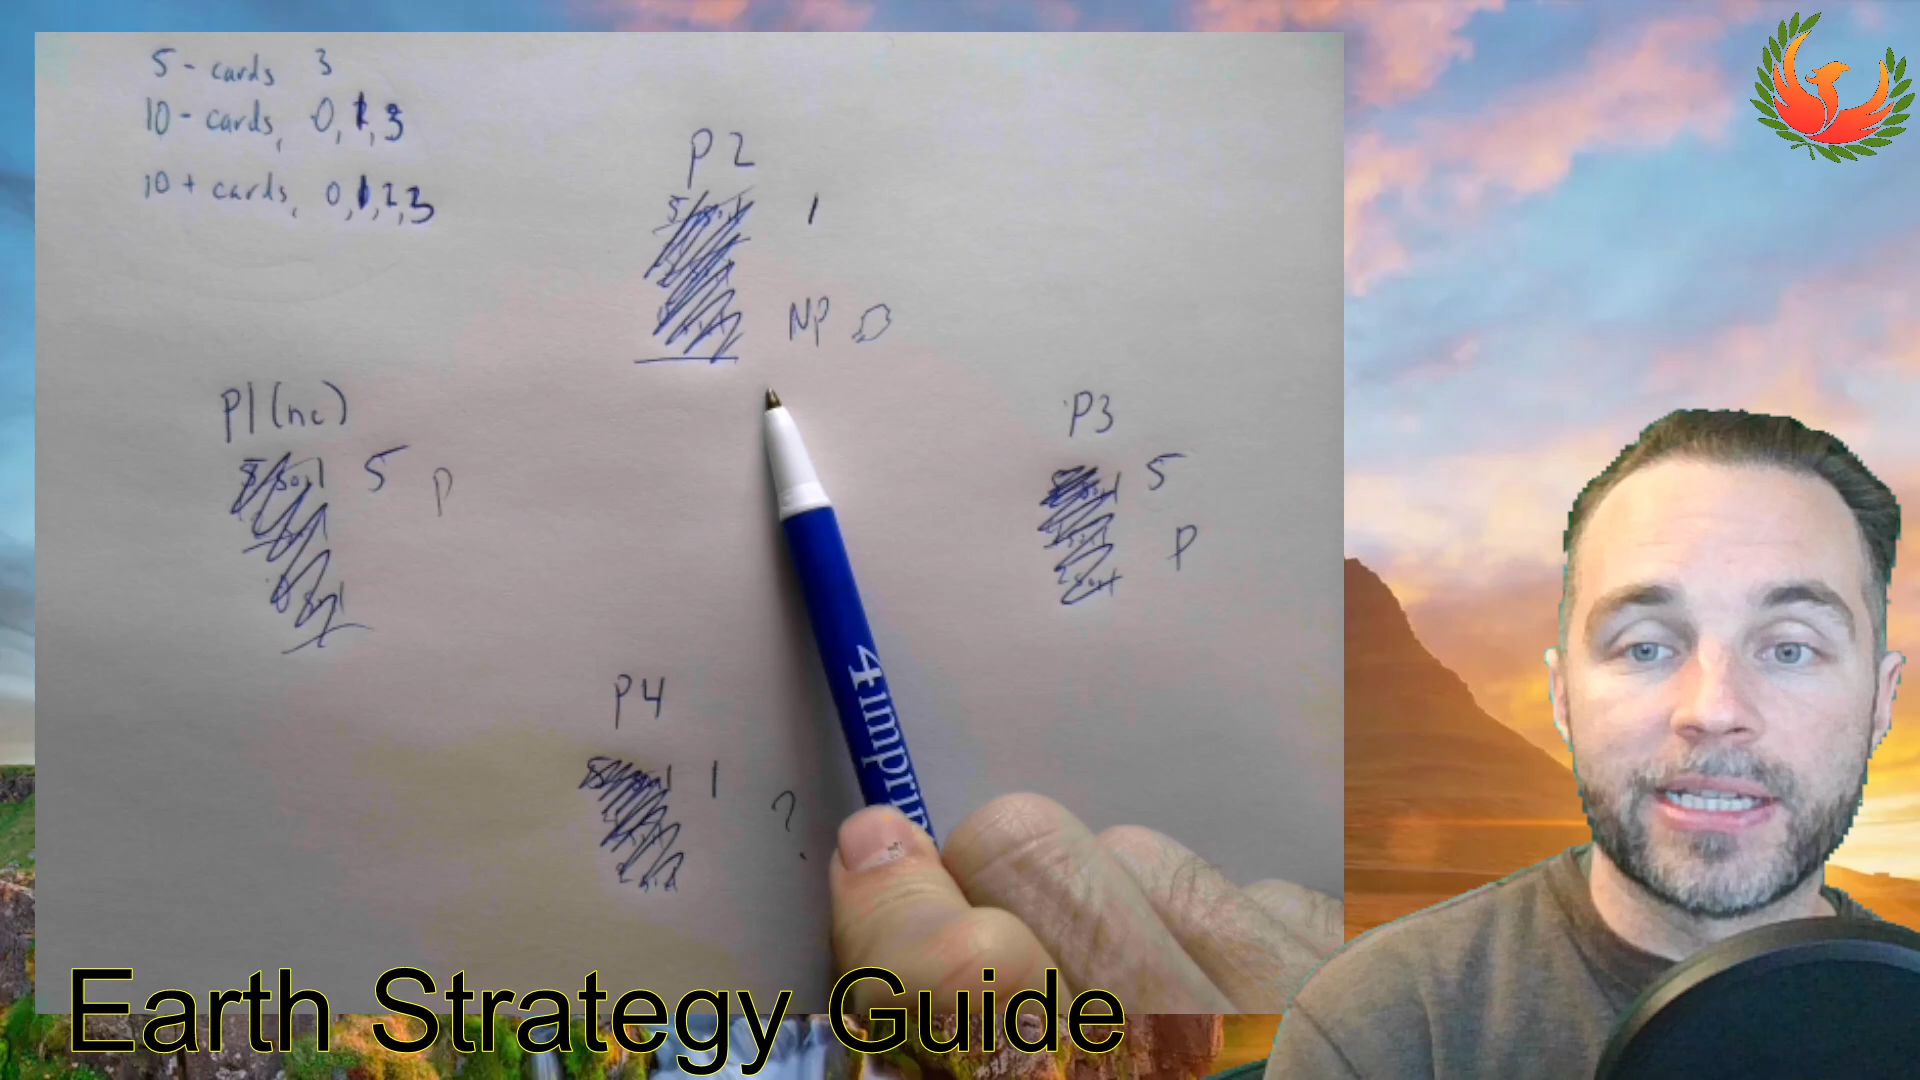 5 - cards 3
10 - cards, 0, 1, 3
10 + cards, 0, 1, 2, 3
P2
1
NP
P1 (nc)
5 P
P3
5
P
P4
1
?
4imprin
Earth Strategy Guide